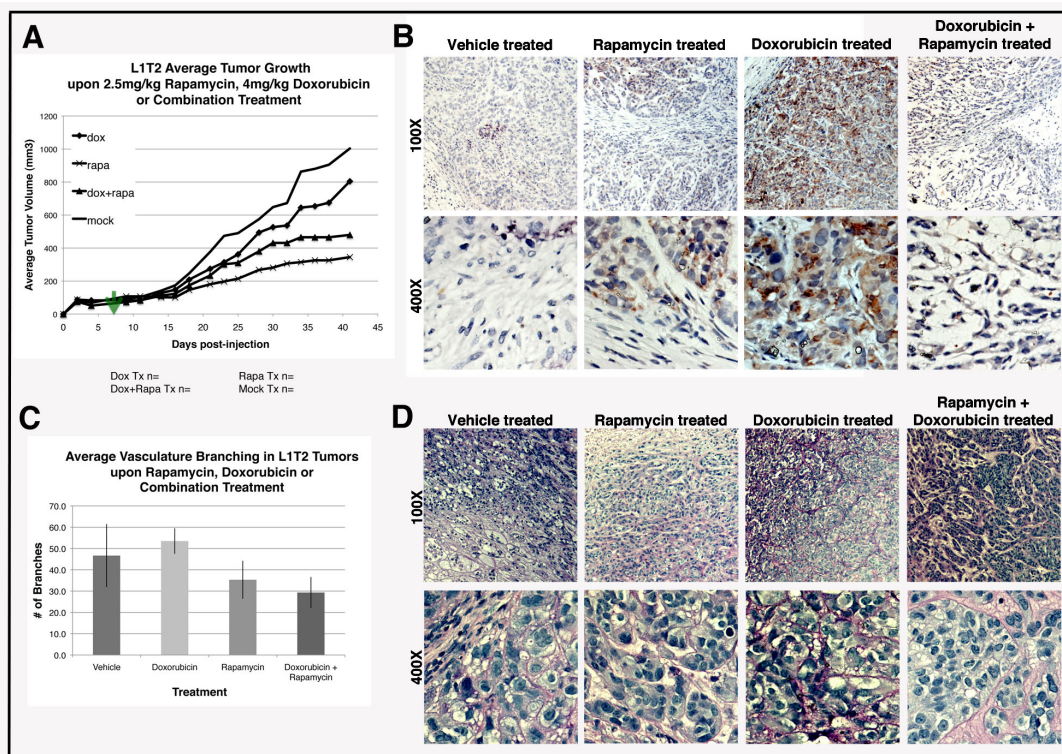 A
L1T2 Average Tumor Growth
upon 2.5mg/kg Rapamycin, 4mg/kg Doxorubicin
or Combination Treatment
Average Tumor Volume (mm3)
1200
1000
800
600
400
200
0
dox
rapa
dox+rapa
mock
0 5 10 15 20 25 30 35 40 45
Days post-injection
Dox Tx n= Rapa Tx n=
Dox+Rapa Tx n= Mock Tx n=
B
Vehicle treated Rapamycin treated Doxorubicin treated Doxorubicin +
Rapamycin treated
100X
400X
C
Average Vasculature Branching in L1T2 Tumors
upon Rapamycin, Doxorubicin or
Combination Treatment
# of Branches
70.0
60.0
50.0
40.0
30.0
20.0
10.0
0.0
Vehicle Doxorubicin Rapamycin Doxorubicin +
Rapamycin
Treatment
D
Vehicle treated Rapamycin treated Doxorubicin treated Rapamycin +
Doxorubicin treated
100X
400X